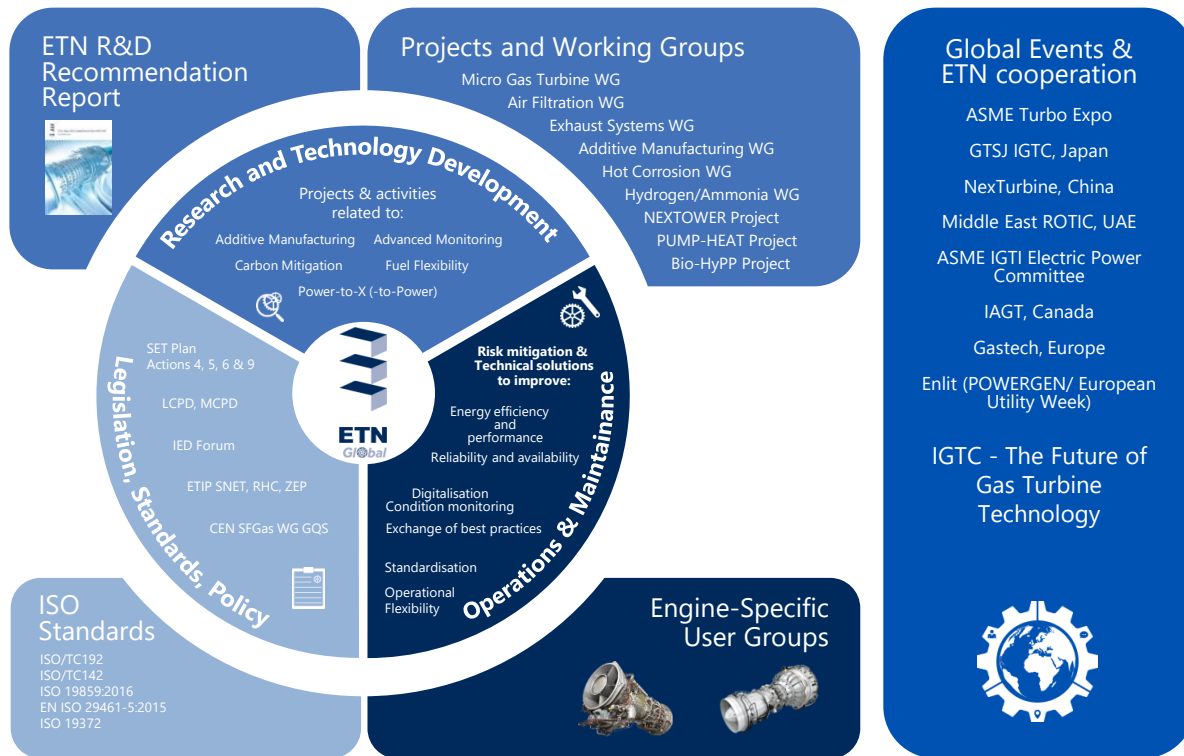 ETN R&D
Recommendation
Report
Projects and Working Groups
Micro Gas Turbine WG
Air Filtration WG
Exhaust Systems WG
Additive Manufacturing WG
Hot Corrosion WG
Hydrogen/Ammonia WG
NEXTOWER Project
PUMP-HEAT Project
Bio-HyPP Project
Research and Technology Development
Projects & activities
related to:
Additive Manufacturing
Advanced Monitoring
Carbon Mitigation
Fuel Flexibility
Power-to-X (-to-Power)
Legislation, Standards, Policy
SET Plan
Actions 4, 5, 6 & 9
LCPD, MCPD
IED Forum
ETIP SNET, RHC, ZEP
CEN SFGas WG GQS
ETN
Global
Operations & Maintainance
Risk mitigation &
Technical solutions
to improve:
Energy efficiency
and
performance
Reliability and availability
Digitalisation
Condition monitoring
Exchange of best practices
Standardisation
Operational
Flexibility
ISO
Standards
ISO/TC192
ISO/TC142
ISO 19859:2016
EN ISO 29461-5:2015
ISO 19372
Engine-Specific
User Groups
Global Events &
ETN cooperation
ASME Turbo Expo
GTSJ IGTC, Japan
NexTurbine, China
Middle East ROTIC, UAE
ASME IGTI Electric Power
Committee
IAGT, Canada
Gastech, Europe
Enlit (POWERGEN/ European
Utility Week)
IGTC - The Future of
Gas Turbine
Technology